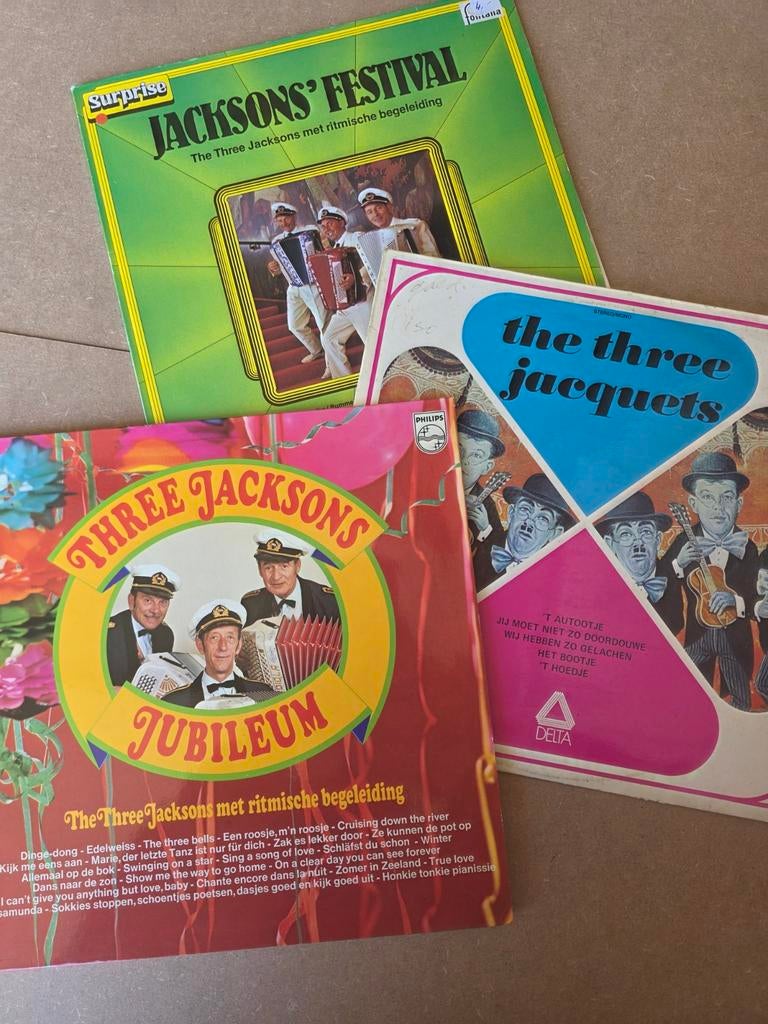 4,-
fontana
Surprise
JACKSONS' FESTIVAL
The Three Jacksons met ritmische begeleiding
STEREO/MONO
the three
jacquets
'T AUTOOTJE
JIJ MOET NIET ZO DOORDOUWE
WIJ HEBBEN ZO GELACHEN
HET BOOTJE
'T HOEDJE
DELTA
PHILIPS
THREE JACKSONS
JUBILEUM
The Three Jacksons met ritmische begeleiding
Dinge-dong - Edelweiss - The three bells - Een roosje, m'n roosje - Cruising down the river
Kijk me eens aan - Marie, der letzte Tanz ist nur für dich - Zak es lekker door - Ze kunnen de pot op
Allemaal op de bok - Swinging on a star - Sing a song of love - Schläfst du schon - Winter
Dans naar de zon - Show me the way to go home - On a clear day you can see forever
I can't give you anything but love, baby - Chante encore dans la nuit - Zomer in Zeeland - True love
samunda - Sokkies stoppen, schoentjes poetsen, dasjes goed en kijk goed uit - Honkie tonkie pianissie